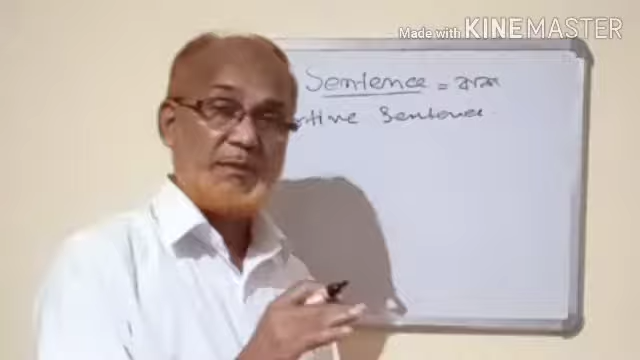 Made with KINEMASTER
Sentence = বাক্য
rtive Sentence.